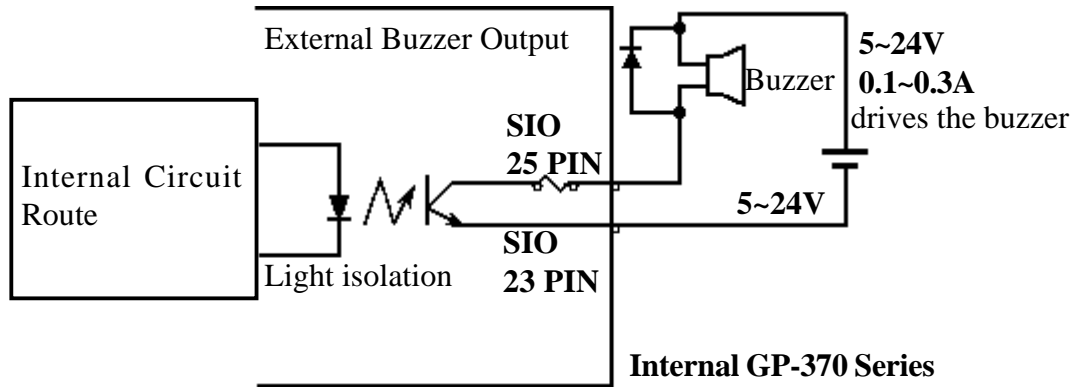 External Buzzer Output
5~24V
0.1~0.3A
drives the buzzer
Buzzer
SIO
25 PIN
Internal Circuit
Route
5~24V
SIO
23 PIN
Light isolation
Internal GP-370 Series